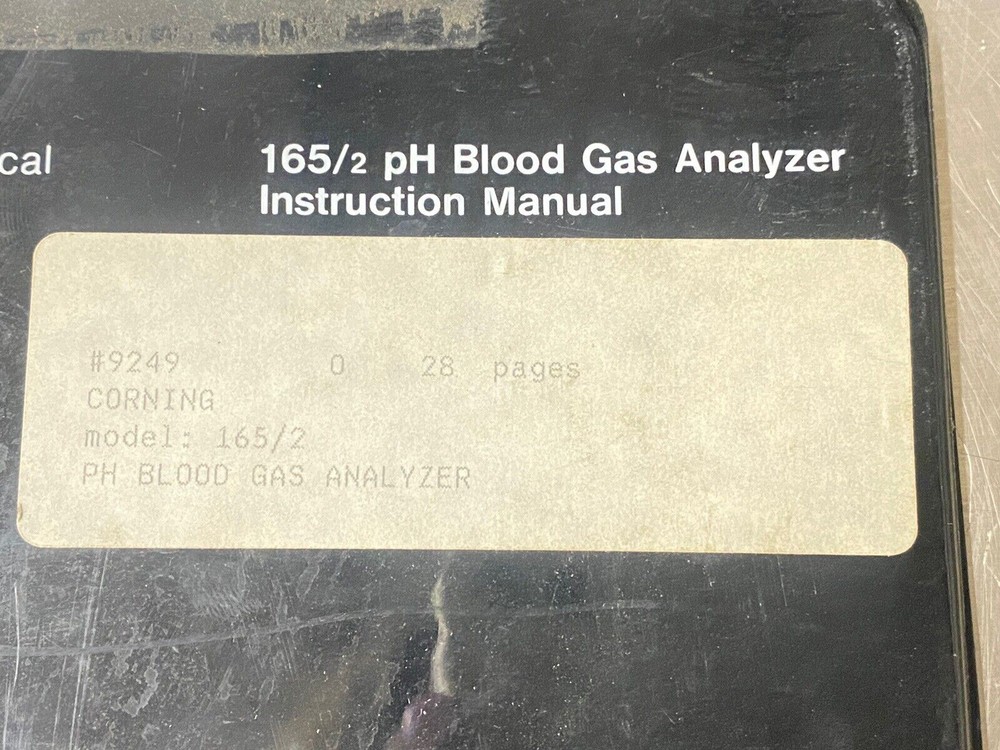 cal
165/2 pH Blood Gas Analyzer
Instruction Manual
#9249 0 28 pages
CORNING
model: 165/2
PH BLOOD GAS ANALYZER